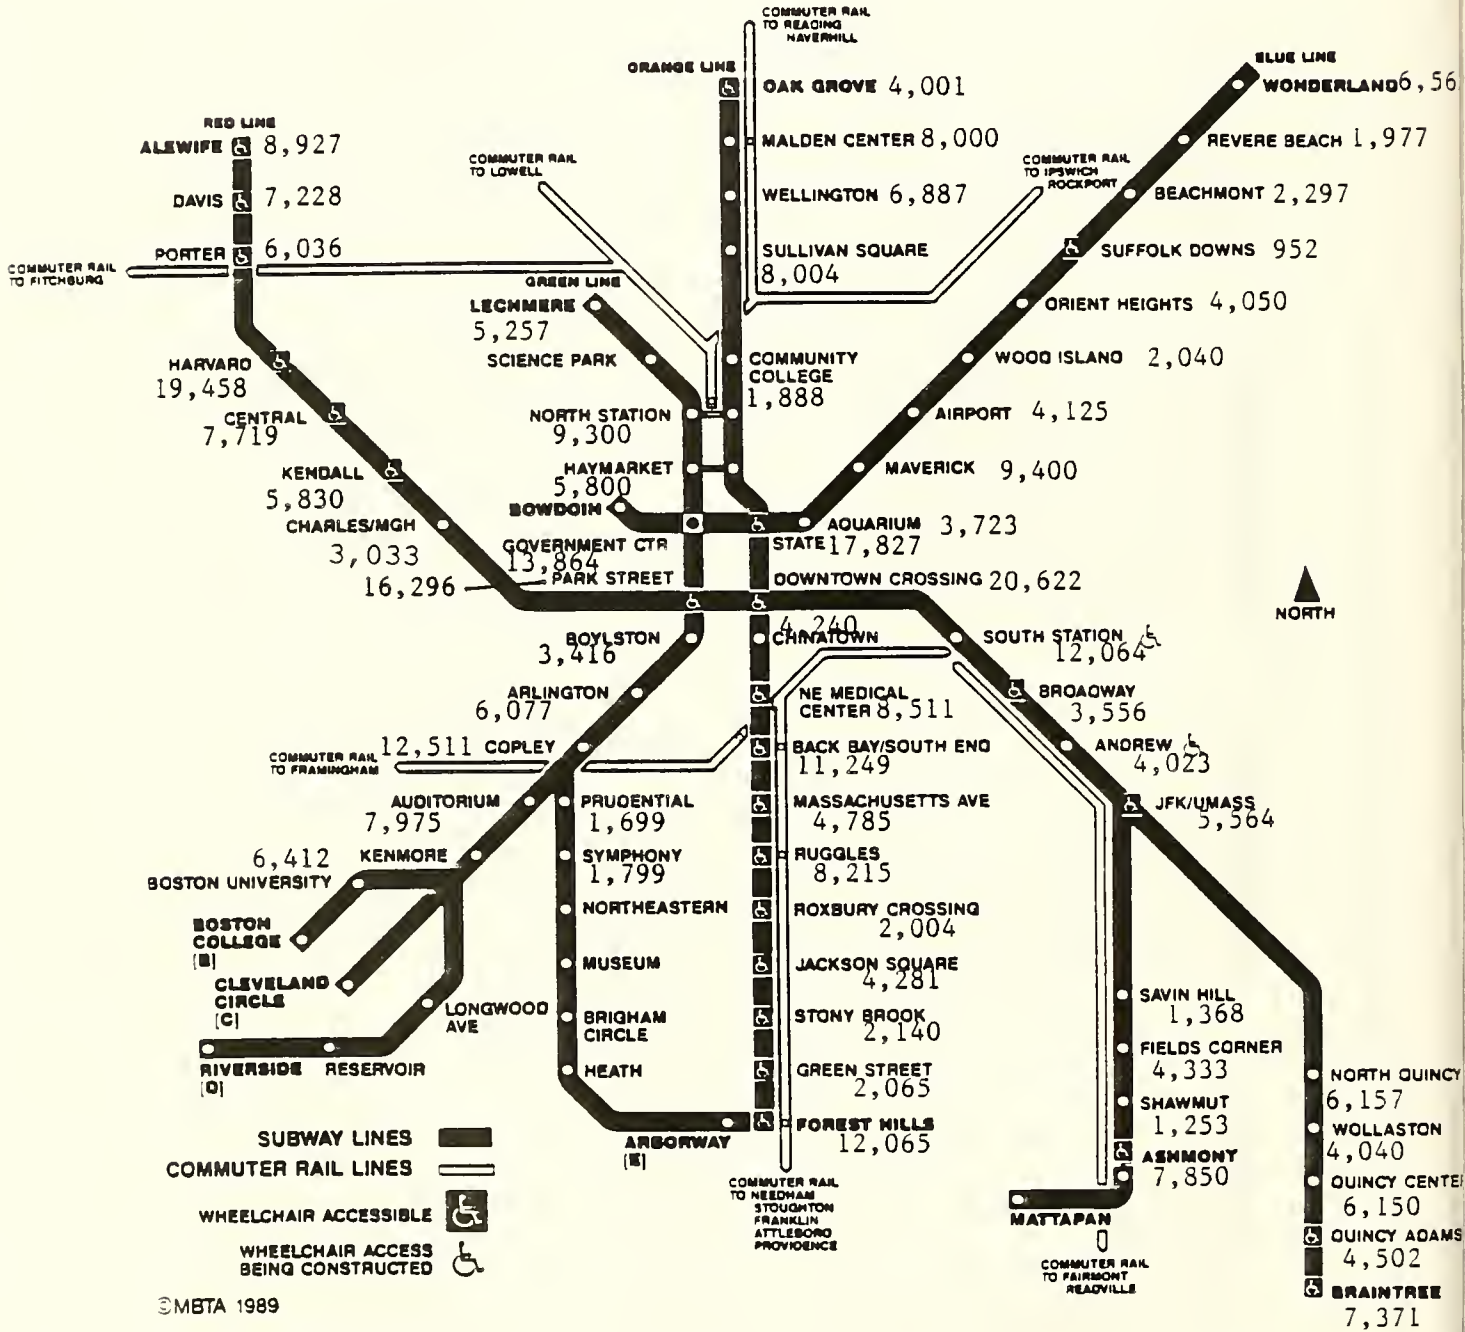 COMMUTER RAIL
TO READING
HAVERHILL
ORANGE LINE
OAK GROVE 4,001
MALDEN CENTER 8,000
WELLINGTON 6,887
SULLIVAN SQUARE
8,004
COMMUNITY
COLLEGE
1,888
BLUE LINE
WONDERLAND 6,56
REVERE BEACH 1,977
BEACHMONT 2,297
SUFFOLK DOWNS 952
ORIENT HEIGHTS 4,050
WOOD ISLAND 2,040
AIRPORT 4,125
MAVERICK 9,400
AQUARIUM 3,723
STATE 17,827
COMMUTER RAIL
TO IPSWICH
ROCKPORT
RED LINE
ALEWIFE 8,927
DAVIS 7,228
PORTER 6,036
COMMUTER RAIL
TO FITCHBURG
COMMUTER RAIL
TO LOWELL
HARVARD
19,458
CENTRAL
7,719
KENDALL
5,830
CHARLES/MGH
3,033
16,296 PARK STREET
GREEN LINE
LECHMERE
5,257
SCIENCE PARK
NORTH STATION
9,300
HAYMARKET
5,800
BOWDOIN
GOVERNMENT CTR
13,864
DOWNTOWN CROSSING 20,622
NORTH
BOYLSTON
3,416
ARLINGTON
6,077
12,511 COPLEY
COMMUTER RAIL
TO FRAMINGHAM
AUDITORIUM
7,975
6,412 KENMORE
BOSTON UNIVERSITY
BOSTON
COLLEGE
[B]
CLEVELAND
CIRCLE
[C]
LONGWOOD
AVE
RIVERSIDE
[D]
RESERVOIR
PRUDENTIAL
1,699
SYMPHONY
1,799
NORTHEASTERN
MUSEUM
BRIGHAM
CIRCLE
HEATH
ARBORWAY
[E]
4,240
CHINATOWN
NE MEDICAL
CENTER 8,511
BACK BAY/SOUTH END
11,249
MASSACHUSETTS AVE
4,785
RUGGLES
8,215
ROXBURY CROSSING
2,004
JACKSON SQUARE
4,281
STONY BROOK
2,140
GREEN STREET
2,065
FOREST HILLS
12,065
COMMUTER RAIL
TO NEEDHAM
STOUGHTON
FRANKLIN
ATTLEBORO
PROVIDENCE
SOUTH STATION
12,064
BROADWAY
3,556
ANDREW
4,023
JFK/UMASS
5,564
SAVIN HILL
1,368
FIELDS CORNER
4,333
SHAWMUT
1,253
ASHMONT
7,850
MATTAPAN
COMMUTER RAIL
TO FAIRMONT
READVILLE
NORTH QUINCY
6,157
WOLLASTON
4,040
QUINCY CENTE
6,150
QUINCY ADAMS
4,502
BRAINTREE
7,371
SUBWAY LINES
COMMUTER RAIL LINES
WHEELCHAIR ACCESSIBLE
WHEELCHAIR ACCESS
BEING CONSTRUCTED
©MBTA 1989